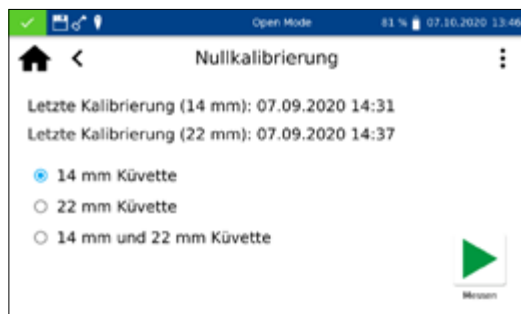 Open Mode 81 % 07.10.2020 13:46
Nullkalibrierung
Letzte Kalibrierung (14 mm): 07.09.2020 14:31
Letzte Kalibrierung (22 mm): 07.09.2020 14:37
14 mm Küvette
22 mm Küvette
14 mm und 22 mm Küvette
Messen